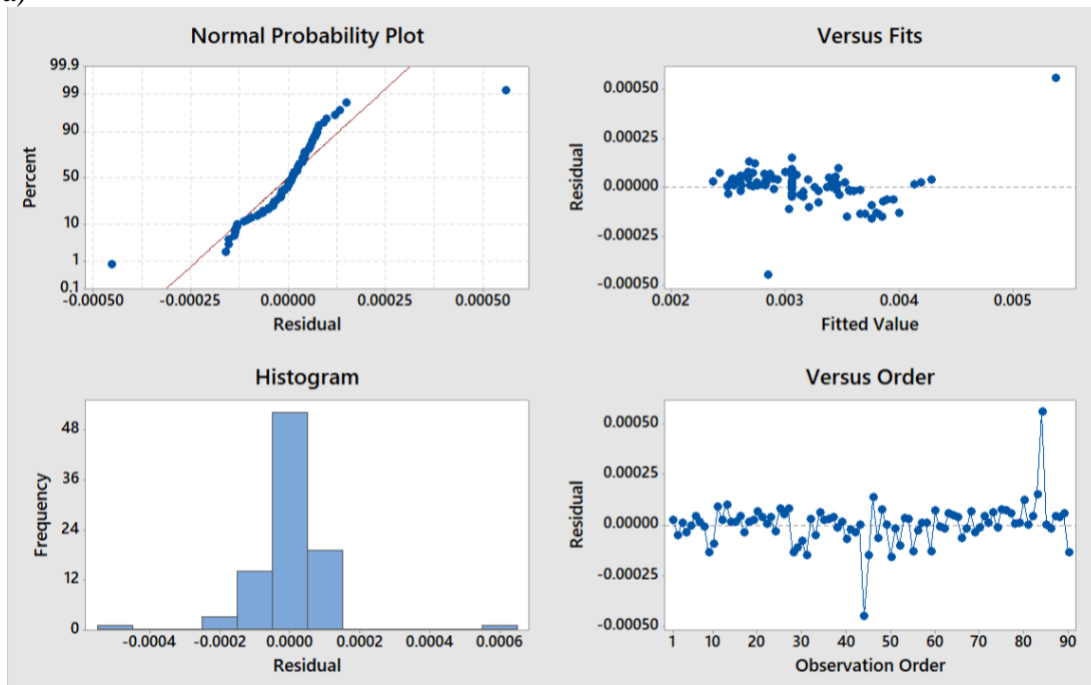 a)
Normal Probability Plot
99.9
99
90
50
10
1
0.1
Percent
-0.00050 -0.00025 0.00000 0.00025 0.00050
Residual
Versus Fits
0.00050
0.00025
0.00000
-0.00025
-0.00050
Residual
0.002 0.003 0.004 0.005
Fitted Value
Histogram
48
36
24
12
0
Frequency
-0.0004 -0.0002 0.0000 0.0002 0.0004 0.0006
Residual
Versus Order
0.00050
0.00025
0.00000
-0.00025
-0.00050
Residual
1 10 20 30 40 50 60 70 80 90
Observation Order